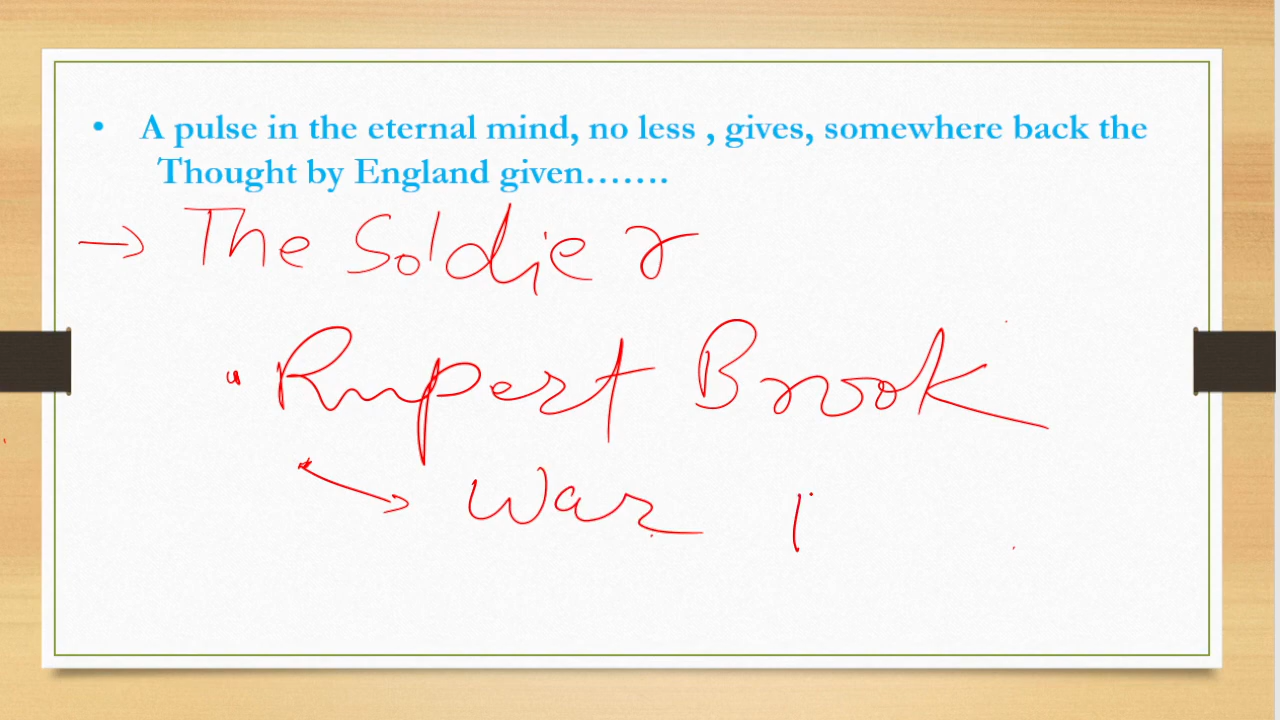 • A pulse in the eternal mind, no less , gives, somewhere back the
Thought by England given…….
→ The Soldier
Rupert Brook
→ War